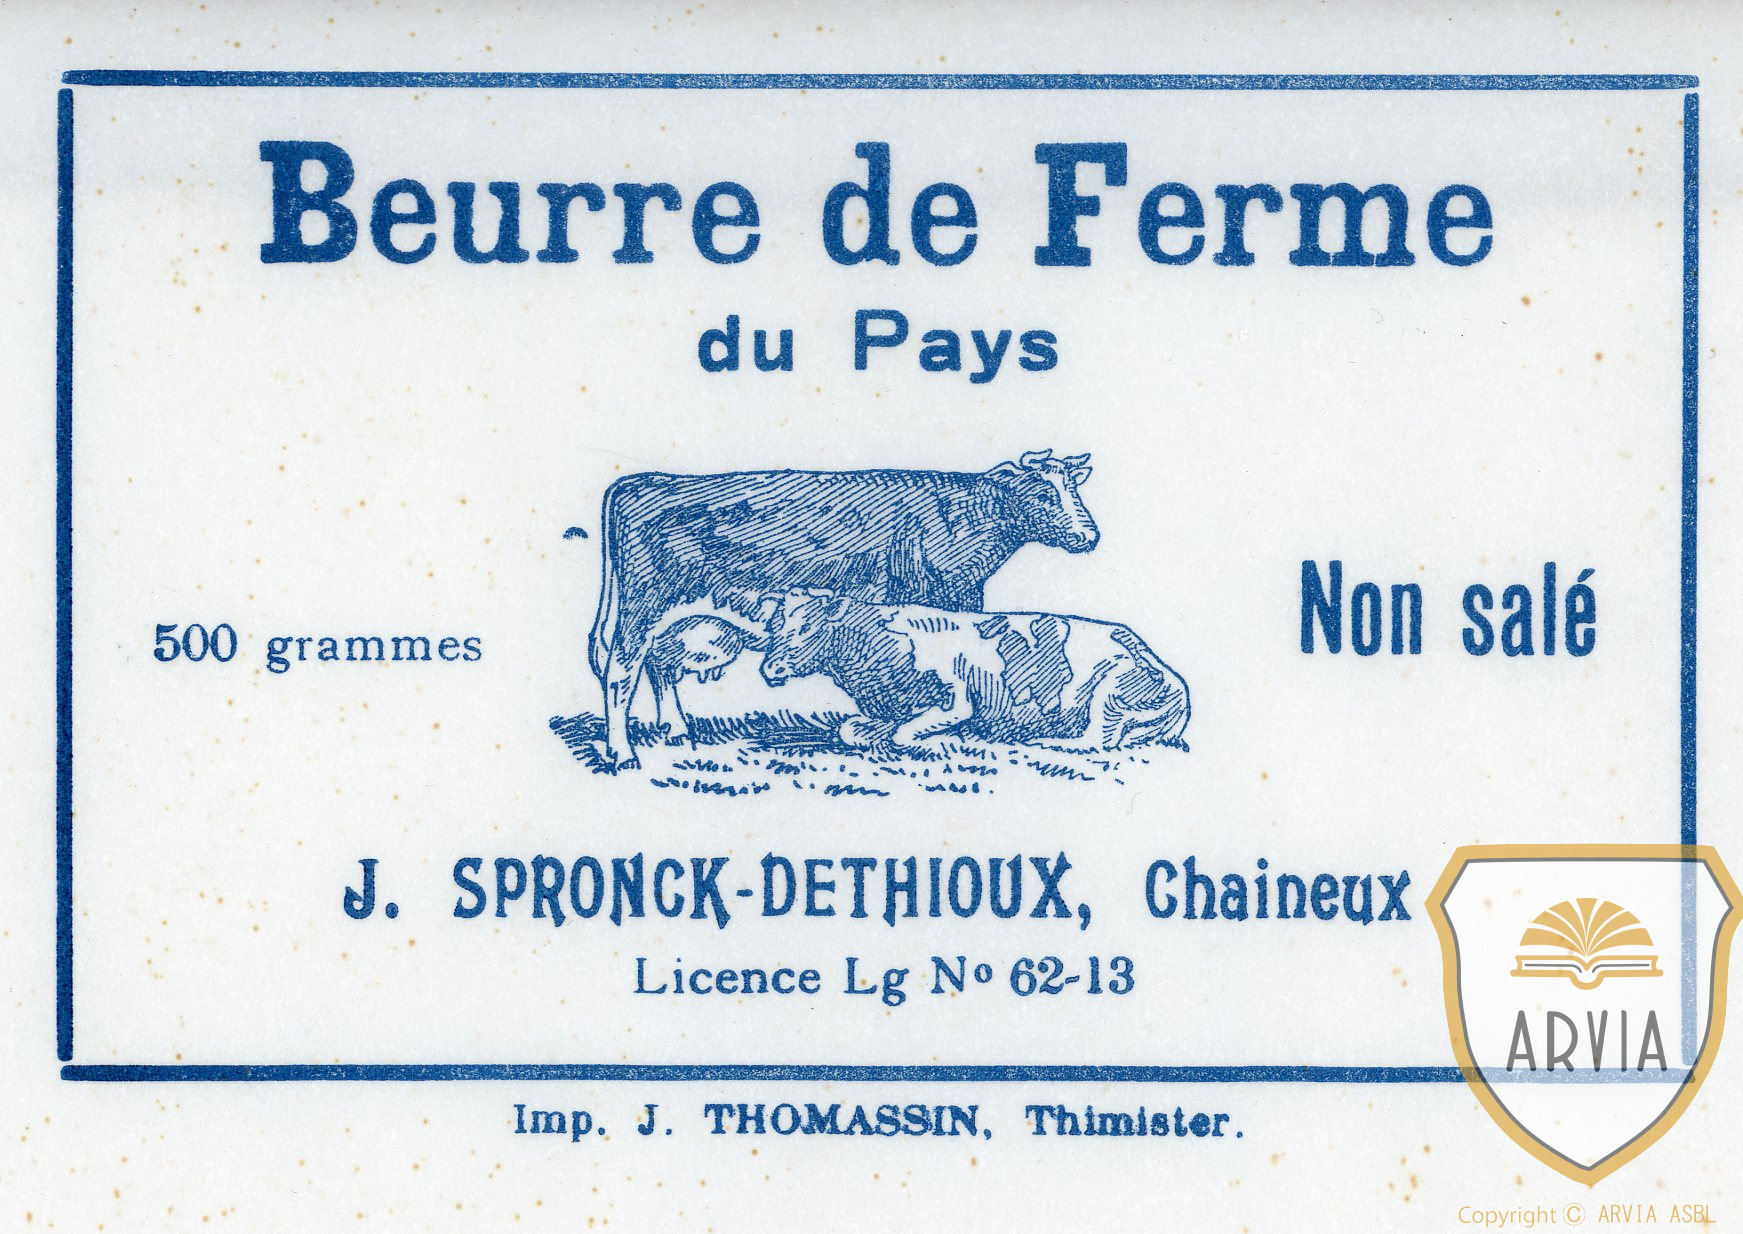 Beurre de Ferme
du Pays
500 grammes
Non salé
J. SPRONCK-DETHIOUX, Chaineux
Licence Lg Nº 62-13
Imp. J. THOMASSIN, Thimister.
ARVIA
Copyright © ARVIA ASBL